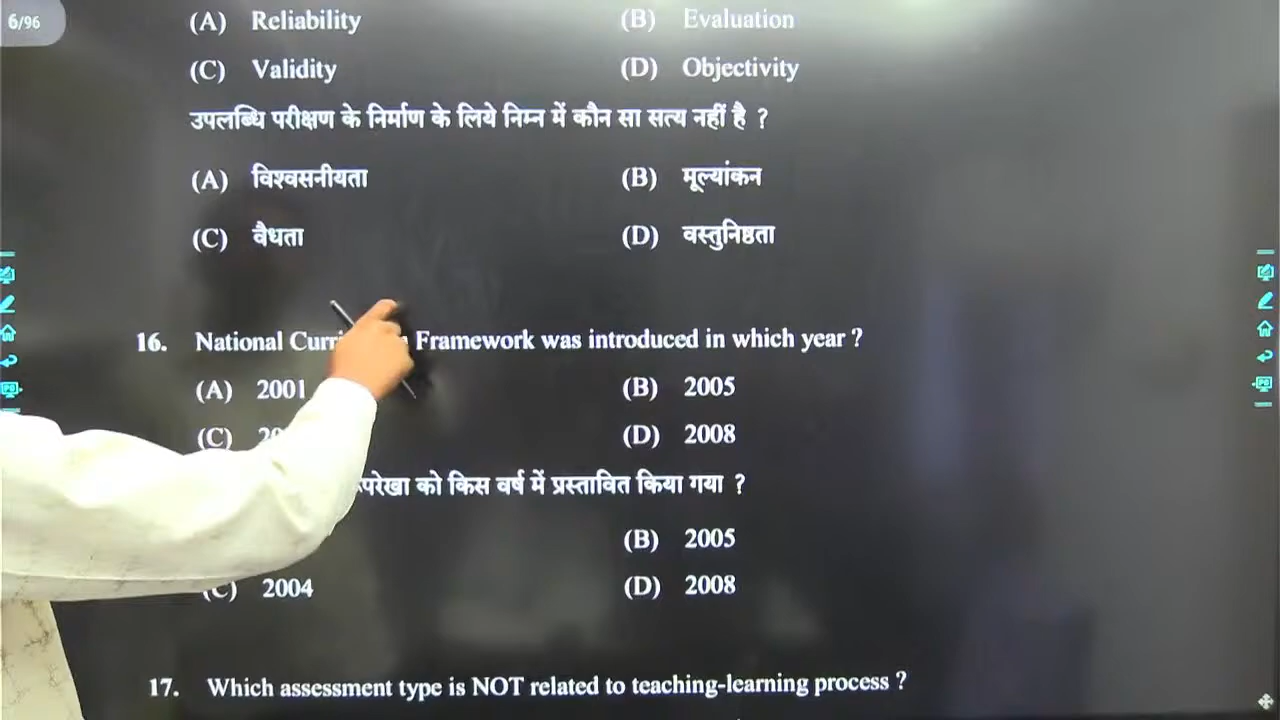 6/96
(A) Reliability (B) Evaluation
(C) Validity (D) Objectivity
उपलब्धि परीक्षण के निर्माण के लिये निम्न में कौन सा सत्य नहीं है ?
(A) विश्वसनीयता (B) मूल्यांकन
(C) वैधता (D) वस्तुनिष्ठता
16. National Framework was introduced in which year ?
(A) 2001 (B) 2005
(C) (D) 2008
को किस वर्ष में प्रस्तावित किया गया ?
(B) 2005
(C) 2004 (D) 2008
17. Which assessment type is NOT related to teaching-learning process ?